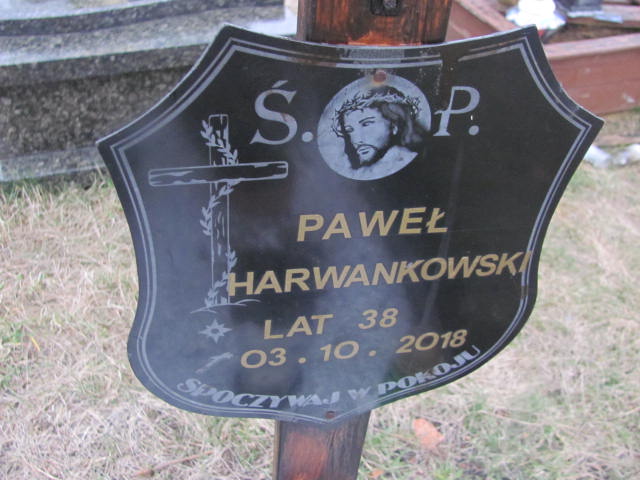 Ś. P.
PAWEŁ
HARWANKOWSKI
LAT 38
03.10.2018
SPOCZYWAJ W POKOJU